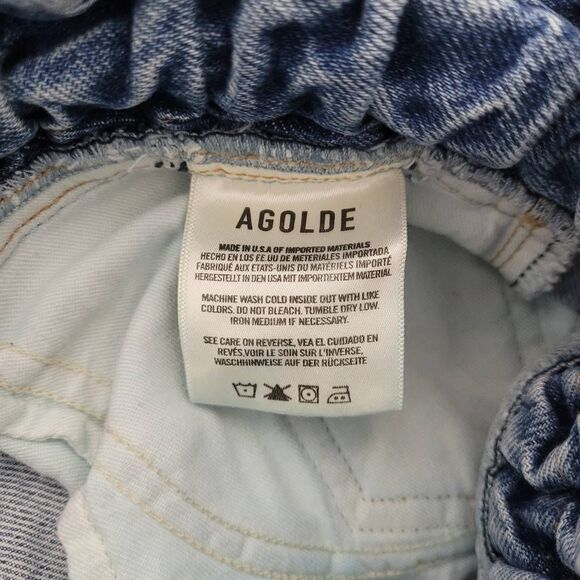 AGOLDE
MADE IN U.S.A OF IMPORTED MATERIALS
HECHO EN LOS EE.UU DE METERIALES IMPORTADA
FABRIQUÉ AUX ETATS-UNIS DU MATÉRIELS IMPORTÉ
HERGESTELLT IN DEN USA MIT IMPORTIERTEM MATERIAL
MACHINE WASH COLD INSIDE OUT WITH LIKE
COLORS. DO NOT BLEACH. TUMBLE DRY LOW.
IRON MEDIUM IF NECESSARY.
SEE CARE ON REVERSE, VEA EL CUIDADO EN
REVÉS,VOIR LE SOIN SUR L'INVERSE,
WASCHHINWEISE AUF DER RÜCKSEITE